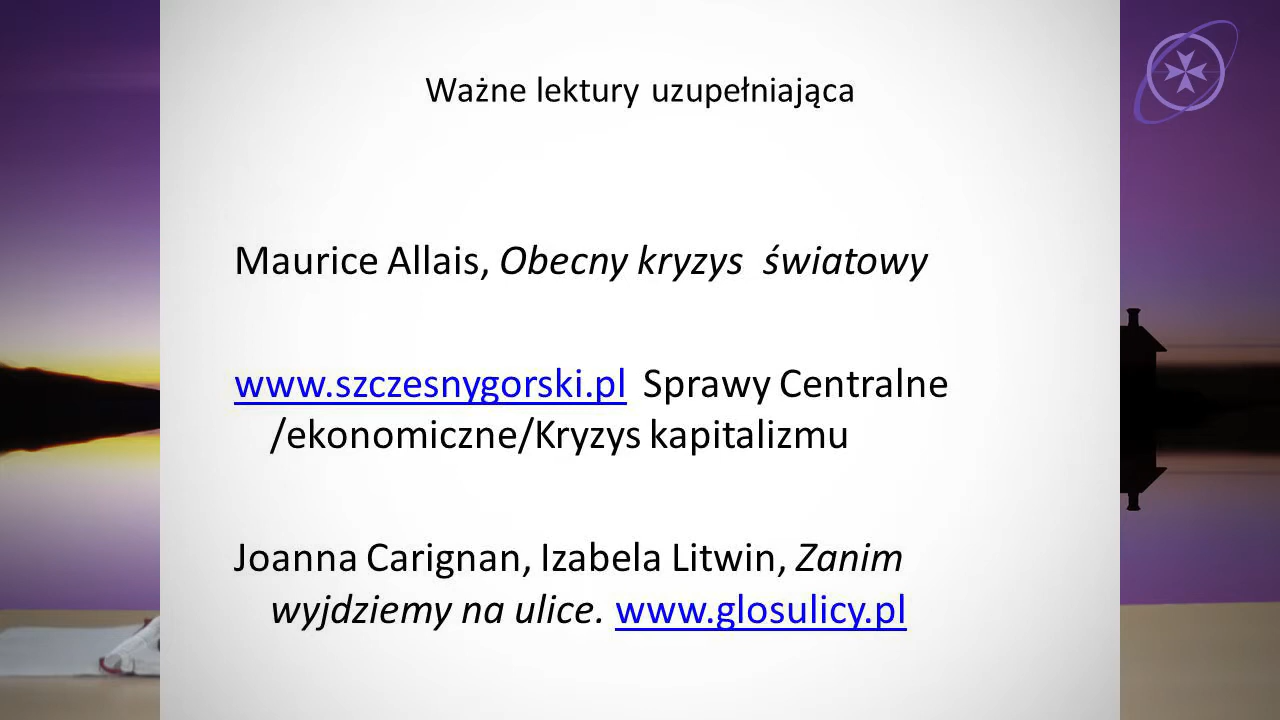 Ważne lektury uzupełniająca
Maurice Allais, Obecny kryzys światowy
www.szczesnygorski.pl Sprawy Centralne
/ekonomiczne/Kryzys kapitalizmu
Joanna Carignan, Izabela Litwin, Zanim
wyjdziemy na ulice. www.glosulicy.pl